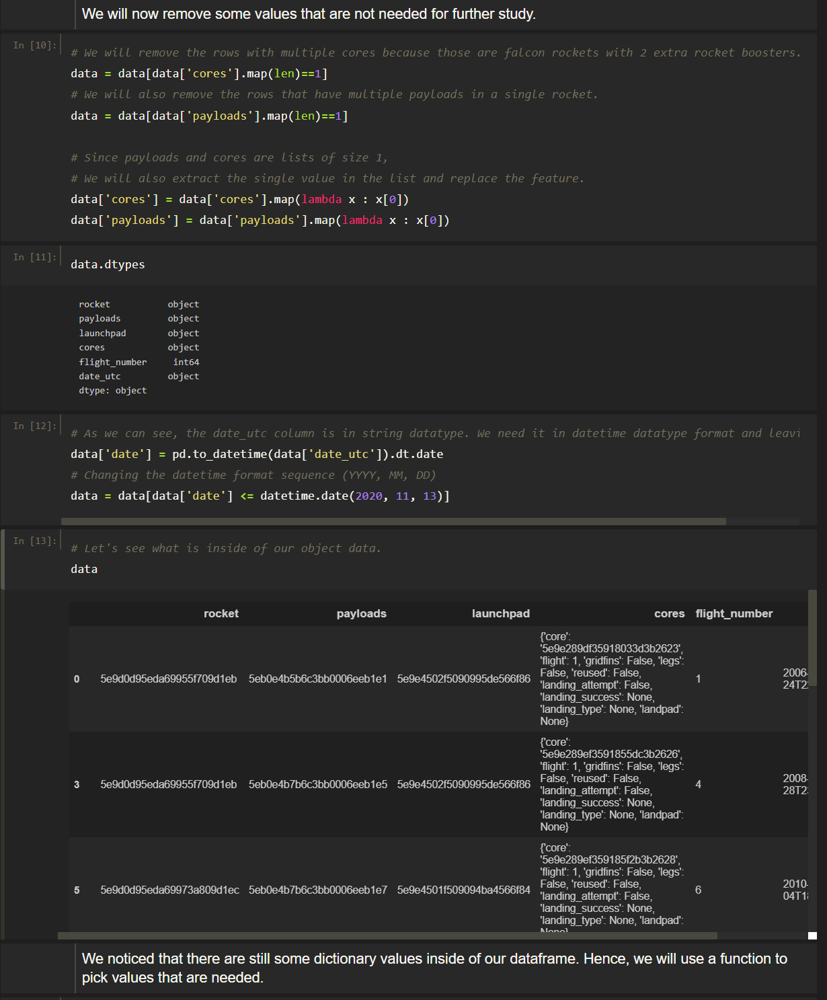 We will now remove some values that are not needed for further study.
In [10]:
# We will remove the rows with multiple cores because those are falcon rockets with 2 extra rocket boosters.
data = data[data['cores'].map(len)==1]
# We will also remove the rows that have multiple payloads in a single rocket.
data = data[data['payloads'].map(len)==1]
# Since payloads and cores are lists of size 1,
# We will also extract the single value in the list and replace the feature.
data['cores'] = data['cores'].map(lambda x : x[0])
data['payloads'] = data['payloads'].map(lambda x : x[0])
In [11]:
data.dtypes
rocket object
payloads object
launchpad object
cores object
flight_number int64
date_utc object
dtype: object
In [12]:
# As we can see, the date_utc column is in string datatype. We need it in datetime datatype format and leavi
data['date'] = pd.to_datetime(data['date_utc']).dt.date
# Changing the datetime format sequence (YYYY, MM, DD)
data = data[data['date'] <= datetime.date(2020, 11, 13)]
In [13]:
# Let's see what is inside of our object data.
data
rocket payloads launchpad cores flight_number
{'core':
'5e9e289df35918033d3b2623',
'flight': 1, 'gridfins': False, 'legs':
False, 'reused': False,
0 5e9d0d95eda69955f709d1eb 5eb0e4b5b6c3bb0006eeb1e1 5e9e4502f5090995de566f86 1 2006-
'landing_attempt': False, 24T2
'landing_success': None,
'landing_type': None, 'landpad':
None}
{'core':
'5e9e289ef3591855dc3b2626',
'flight': 1, 'gridfins': False, 'legs':
False, 'reused': False,
3 5e9d0d95eda69955f709d1eb 5eb0e4b7b6c3bb0006eeb1e5 5e9e4502f5090995de566f86 4 2008-
'landing_attempt': False, 28T2
'landing_success': None,
'landing_type': None, 'landpad':
None}
{'core':
'5e9e289ef359185f2b3b2628',
'flight': 1, 'gridfins': False, 'legs':
False, 'reused': False,
5 5e9d0d95eda69973a809d1ec 5eb0e4b7b6c3bb0006eeb1e7 5e9e4501f509094ba4566f84 6 2010-
'landing_attempt': False, 04T1
'landing_success': None,
'landing_type': None, 'landpad':
None}
We noticed that there are still some dictionary values inside of our dataframe. Hence, we will use a function to
pick values that are needed.